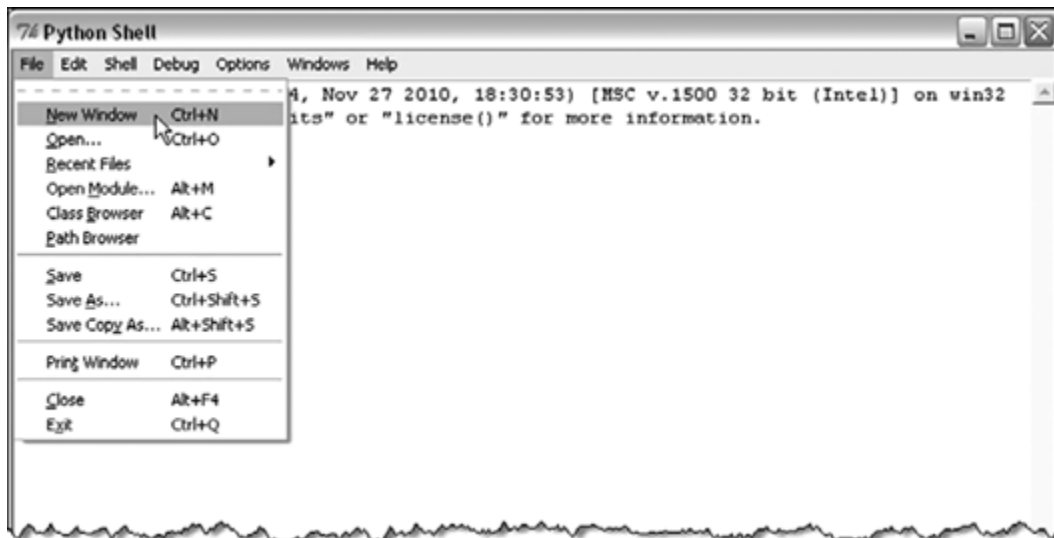 Python Shell
File Edit Shell Debug Options Windows Help
4, Nov 27 2010, 18:30:53) [MSC v.1500 32 bit (Intel)] on win32
its" or "license()" for more information.
New Window Ctrl+N
Open... Ctrl+O
Recent Files
Open Module... Alt+M
Class Browser Alt+C
Path Browser
Save Ctrl+S
Save As... Ctrl+Shift+S
Save Copy As... Alt+Shift+S
Print Window Ctrl+P
Close Alt+F4
Exit Ctrl+Q